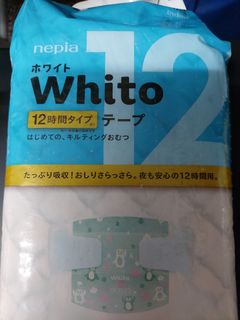 nepia
ホワイト
Whito
12
12時間タイプ テープ
はじめての、キルティングおむつ
たっぷり吸収！おしりさらっさら。夜も安心の12時間用。
Whito